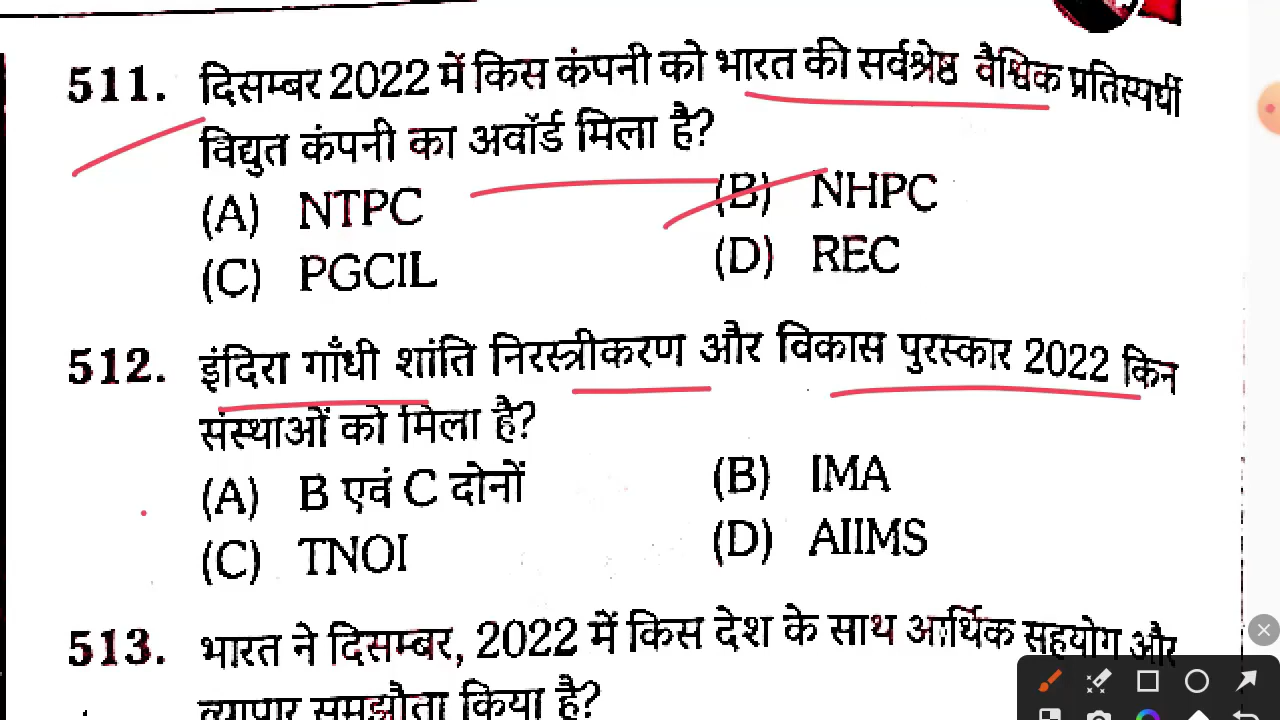 511. दिसम्बर 2022 में किस कंपनी को भारत की सर्वश्रेष्ठ वैश्विक प्रतिस्पर्धी
विद्युत कंपनी का अवॉर्ड मिला है?
(A) NTPC (B) NHPC
(C) PGCIL (D) REC
512. इंदिरा गाँधी शांति निरस्त्रीकरण और विकास पुरस्कार 2022 किन
संस्थाओं को मिला है?
(A) B एवं C दोनों (B) IMA
(C) TNOI (D) AIIMS
513. भारत ने दिसम्बर, 2022 में किस देश के साथ आर्थिक सहयोग और
व्यापार समझौता किया है?